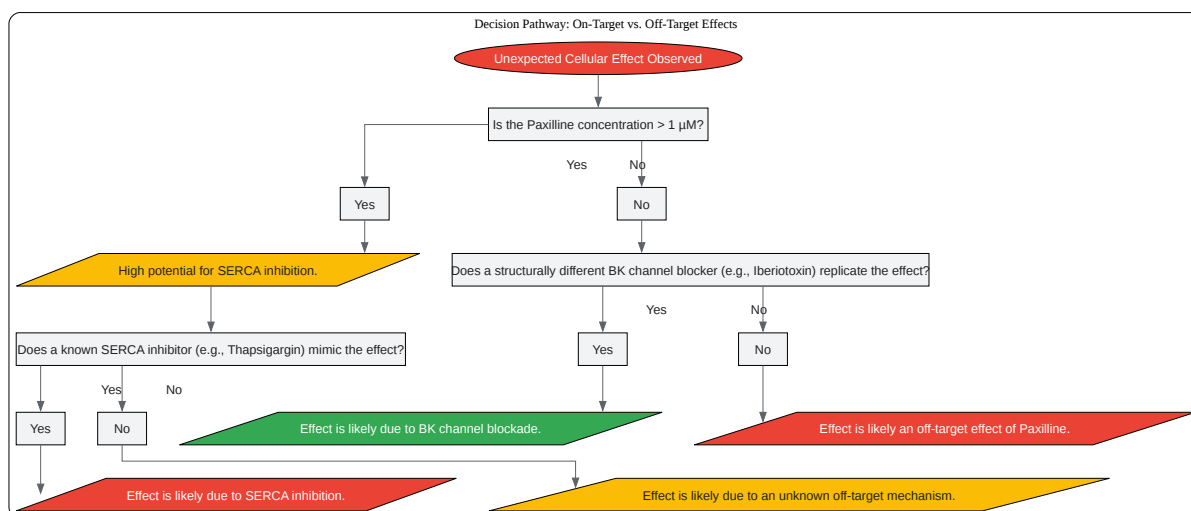 Decision Pathway: On-Target vs. Off-Target Effects
Unexpected Cellular Effect Observed
Is the Paxilline concentration > 1 µM?
Yes No
Yes No
High potential for SERCA inhibition. Does a structurally different BK channel blocker (e.g., Iberiotoxin) replicate the effect?
Yes No
Does a known SERCA inhibitor (e.g., Thapsigargin) mimic the effect? Yes No
Yes No
Yes No Effect is likely due to BK channel blockade. Effect is likely an off-target effect of Paxilline.
Effect is likely due to SERCA inhibition. Effect is likely due to an unknown off-target mechanism.